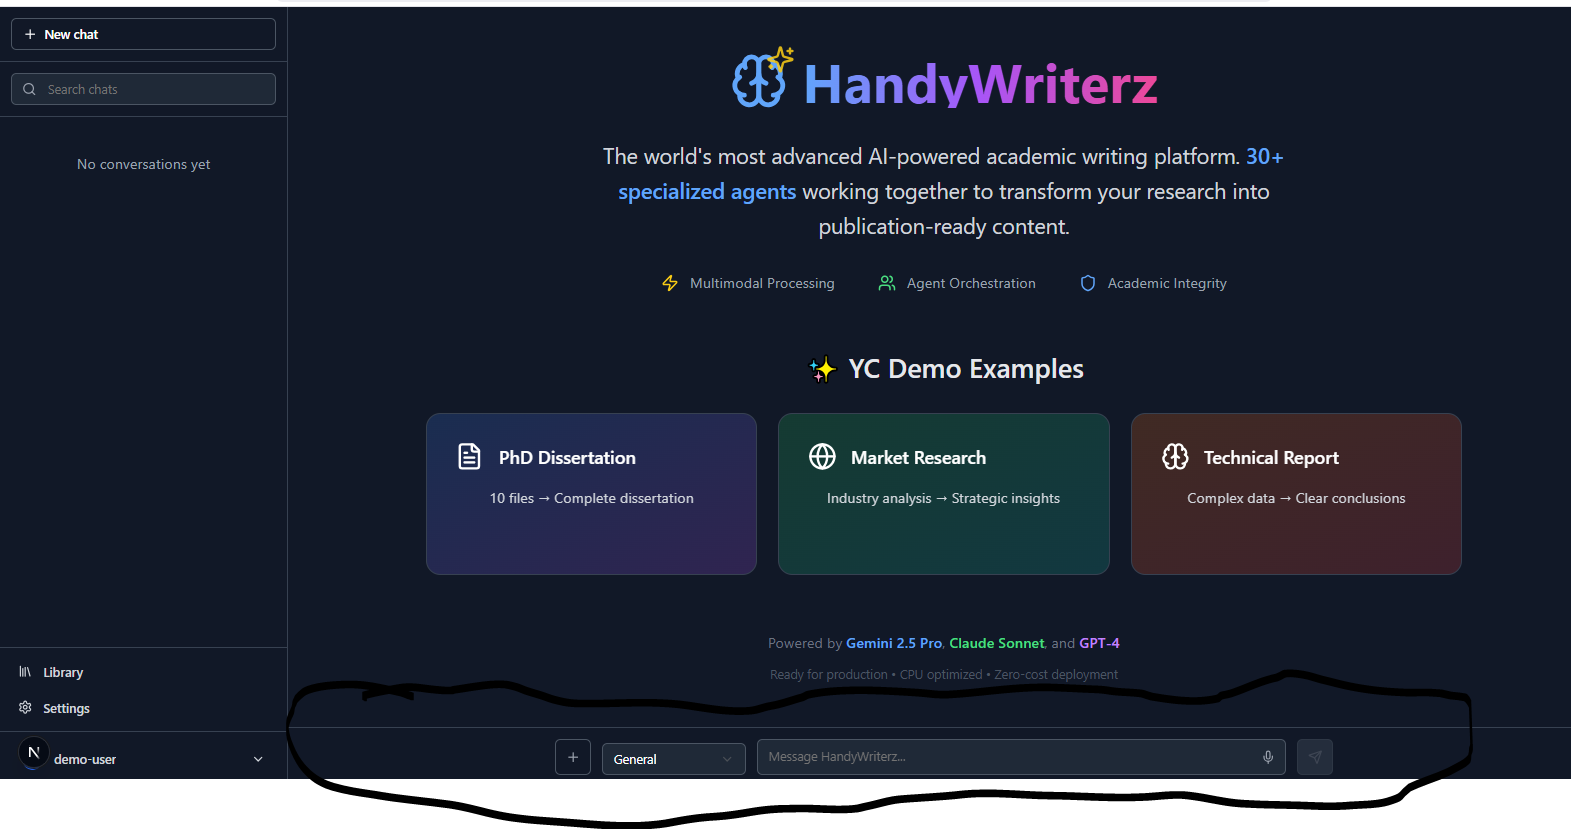 New chat
Search chats
No conversations yet
Library
Settings
N
demo-user
HandyWriterz
The world's most advanced AI-powered academic writing platform. 30+
specialized agents working together to transform your research into
publication-ready content.
Multimodal Processing
Agent Orchestration
Academic Integrity
YC Demo Examples
PhD Dissertation
10 files → Complete dissertation
Market Research
Industry analysis → Strategic insights
Technical Report
Complex data → Clear conclusions
Powered by Gemini 2.5 Pro, Claude Sonnet, and GPT-4
Ready for production • CPU optimized • Zero-cost deployment
General
Message HandyWriterz...